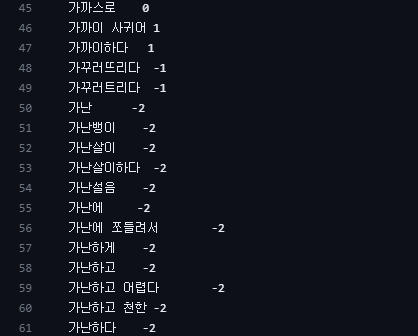 45 가까스로 0
46 가까이 사귀어 1
47 가까이하다 1
48 가꾸러뜨리다 -1
49 가꾸러트리다 -1
50 가난 -2
51 가난뱅이 -2
52 가난살이 -2
53 가난살이하다 -2
54 가난설음 -2
55 가난에 -2
56 가난에 쪼들려서 -2
57 가난하게 -2
58 가난하고 -2
59 가난하고 어렵다 -2
60 가난하고 천한 -2
61 가난하다 -2